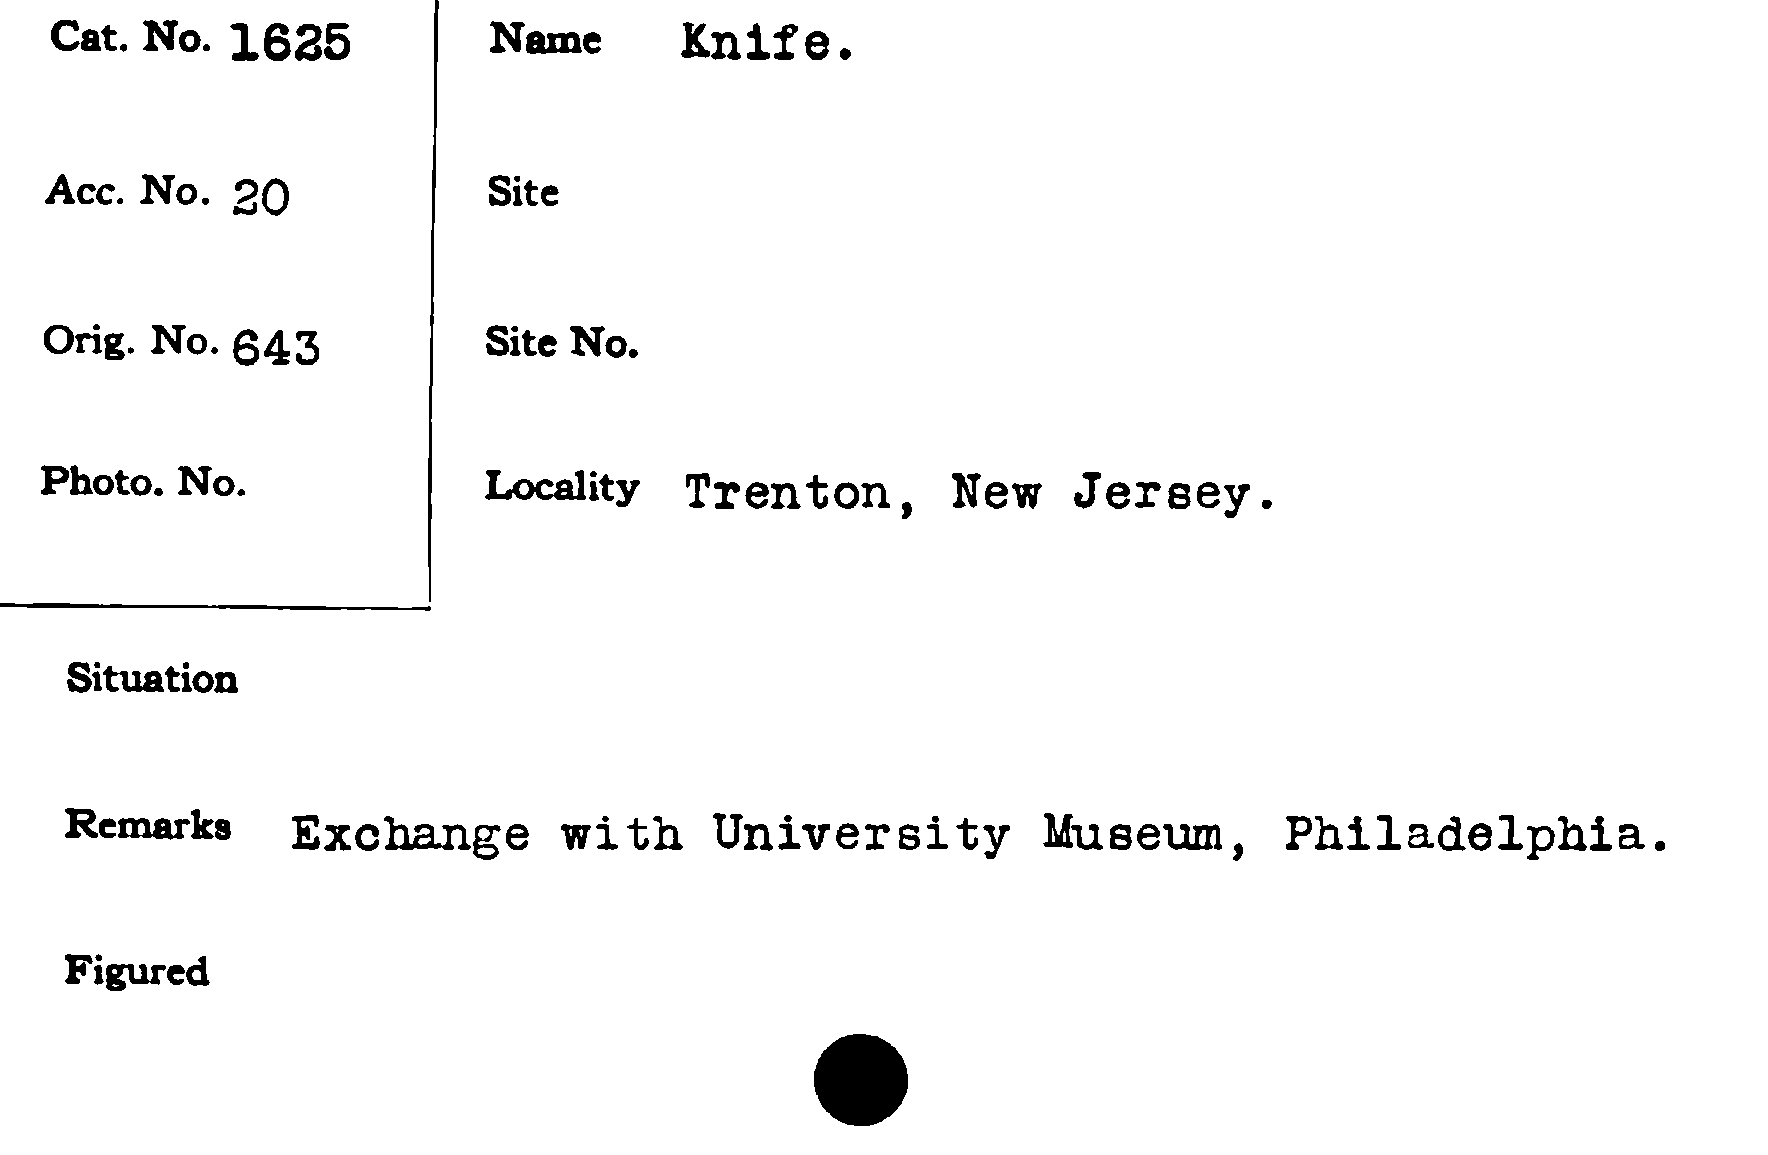 Cat. No. 1625
Name Knife.
Acc. No. 20
Site
Orig. No. 643
Site No.
Photo. No.
Locality Trenton, New Jersey.
Situation
Remarks Exchange with University Museum, Philadelphia.
Figured